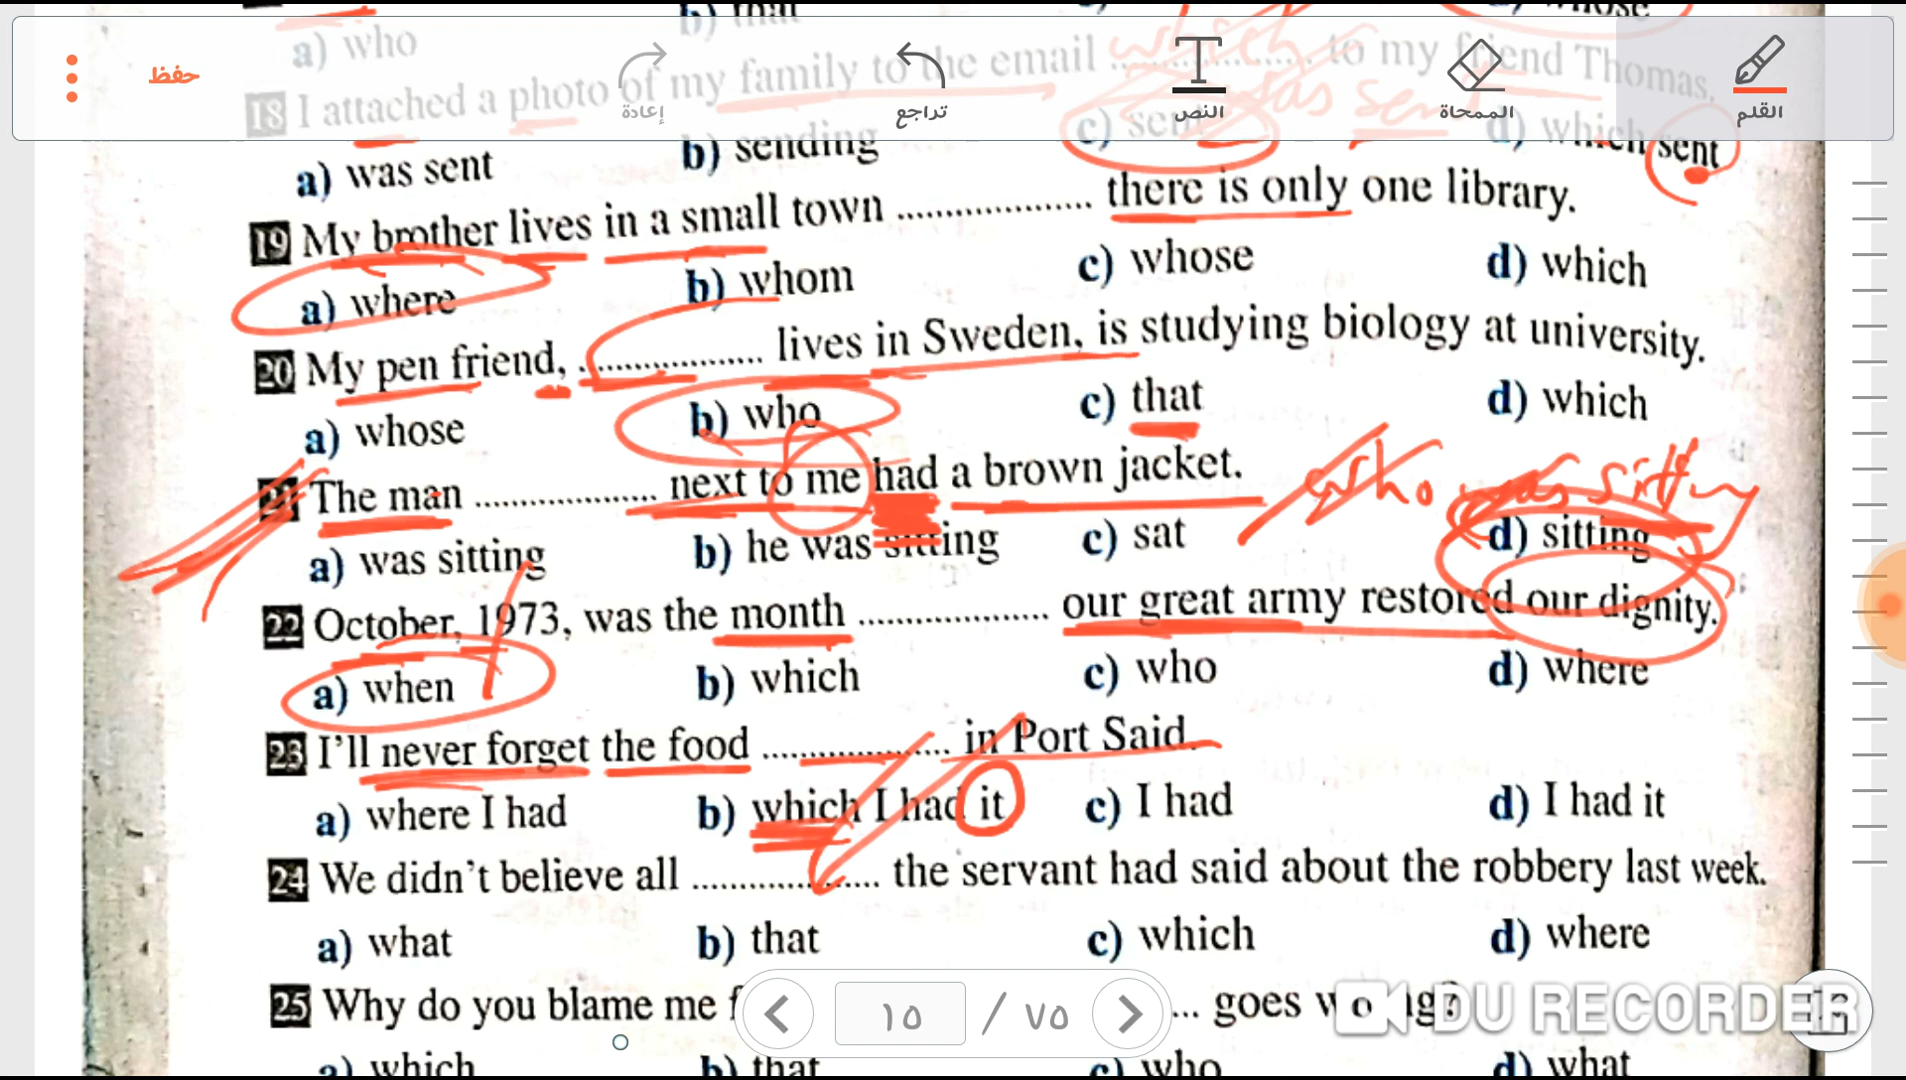 a) who
b) that
whose
18 I attached a photo of my family to the email which to my friend Thomas.
حفظ
إعادة
تراجع
النص
الممحاة
القلم
was sent
a) was sent b) sending c) sent d) which sent
19 My brother lives in a small town .................... there is only one library.
a) where b) whom c) whose d) which
20 My pen friend, .................... lives in Sweden, is studying biology at university.
a) whose b) who c) that d) which
21 The man .................... next to me had a brown jacket.
who was sitting
a) was sitting b) he was sitting c) sat d) sitting
22 October, 1973, was the month .................... our great army restored our dignity.
a) when b) which c) who d) where
23 I'll never forget the food .................... in Port Said.
a) where I had b) which I had it c) I had d) I had it
24 We didn't believe all .................... the servant had said about the robbery last week.
a) what b) that c) which d) where
25 Why do you blame me ... goes wrong?
١٥ / ٧٥
DU RECORDER
a) which b) that c) who d) what